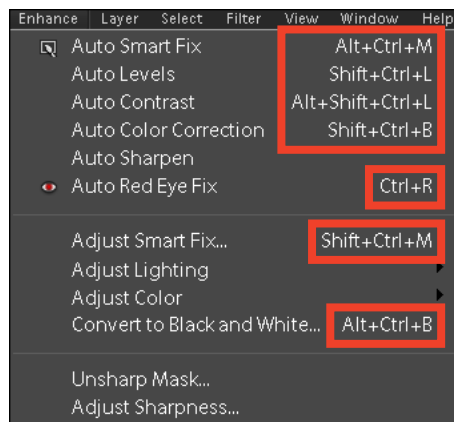 Enhance Layer Select Filter View Window Help
Auto Smart Fix Alt+Ctrl+M
Auto Levels Shift+Ctrl+L
Auto Contrast Alt+Shift+Ctrl+L
Auto Color Correction Shift+Ctrl+B
Auto Sharpen
Auto Red Eye Fix Ctrl+R
Adjust Smart Fix... Shift+Ctrl+M
Adjust Lighting
Adjust Color
Convert to Black and White... Alt+Ctrl+B
Unsharp Mask...
Adjust Sharpness...